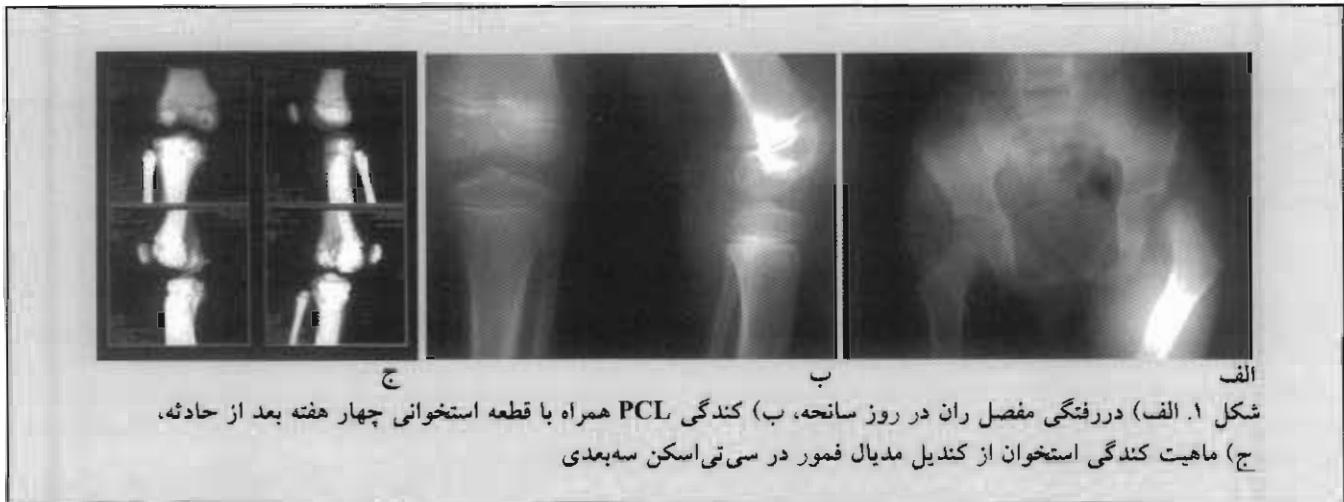 الف
ب
ج
شکل ۱. الف) دررفتگی مفصل ران در روز سانحه، ب) کندگی PCL همراه با قطعه استخوانی چهار هفته بعد از حادثه،
ج) ماهیت کندگی استخوان از کندیل مدیال فمور در سی‌تی‌اسکن سه‌بعدی